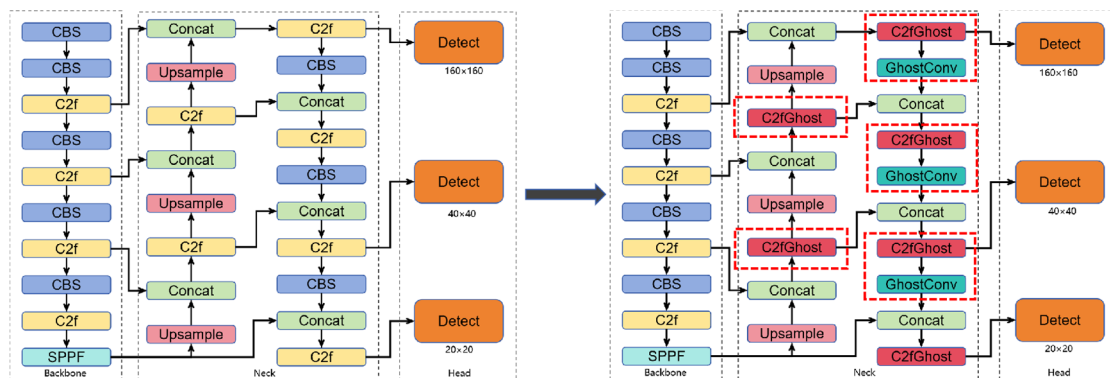 CBS
CBS
C2f
CBS
C2f
CBS
C2f
CBS
C2f
SPPF
Backbone
Concat
Upsample
C2f
Concat
Upsample
C2f
Concat
Upsample
C2f
CBS
Concat
C2f
CBS
Concat
C2f
CBS
Concat
C2f
Neck
Detect
160×160
Detect
40×40
Detect
20×20
Head
CBS
CBS
C2f
CBS
C2f
CBS
C2f
CBS
C2f
SPPF
Backbone
Concat
Upsample
C2fGhost
Concat
Upsample
C2fGhost
Concat
Upsample
C2fGhost
GhostConv
Concat
C2fGhost
GhostConv
Concat
C2fGhost
GhostConv
Concat
C2fGhost
Neck
Detect
160×160
Detect
40×40
Detect
20×20
Head